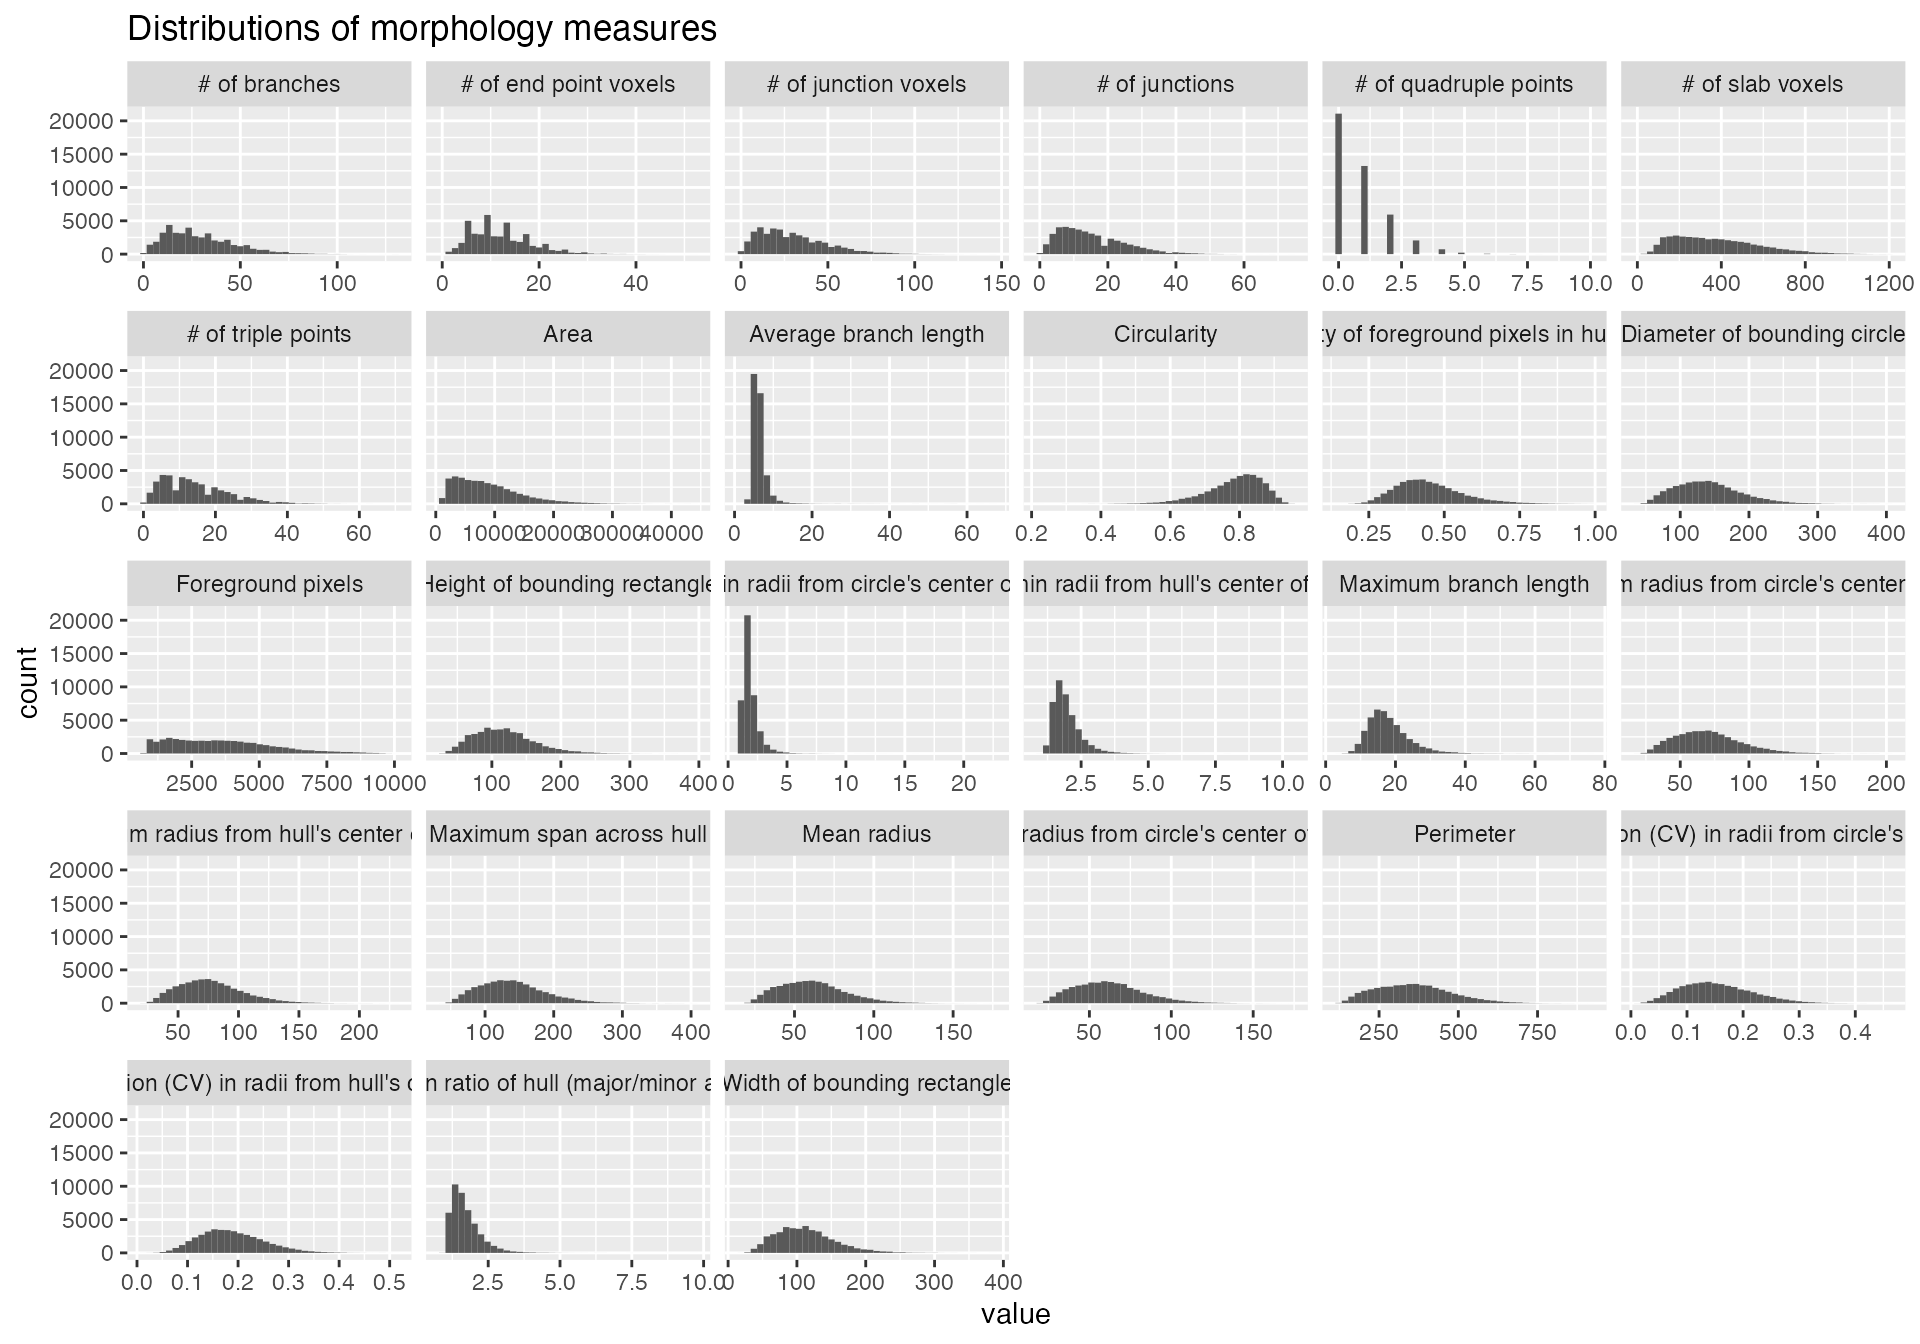 Distributions of morphology measures
# of branches # of end point voxels # of junction voxels # of junctions # of quadruple points # of slab voxels
20000
15000
10000
5000
0
0 50 100 0 20 40 0 50 100 150 0 20 40 60 0.0 2.5 5.0 7.5 10.0 0 400 800 1200
# of triple points Area Average branch length Circularity ty of foreground pixels in hu Diameter of bounding circle
20000
15000
10000
5000
0
0 20 40 60 0 10000 20000 30000 40000 0 20 40 60 0.2 0.4 0.6 0.8 0.25 0.50 0.75 1.00 100 200 300 400
Foreground pixels Height of bounding rectangle in radii from circle's center o nin radii from hull's center of Maximum branch length m radius from circle's center
20000
15000
10000
5000
0
2500 5000 7500 10000 100 200 300 400 0 5 10 15 20 2.5 5.0 7.5 10.0 0 20 40 60 80 50 100 150 200
count
m radius from hull's center o Maximum span across hull Mean radius radius from circle's center of Perimeter on (CV) in radii from circle's
20000
15000
10000
5000
0
50 100 150 200 100 200 300 400 50 100 150 50 100 150 250 500 750 0.0 0.1 0.2 0.3 0.4
ion (CV) in radii from hull's c n ratio of hull (major/minor a Width of bounding rectangle
20000
15000
10000
5000
0
0.0 0.1 0.2 0.3 0.4 0.5 2.5 5.0 7.5 10.0 0 100 200 300 400
value